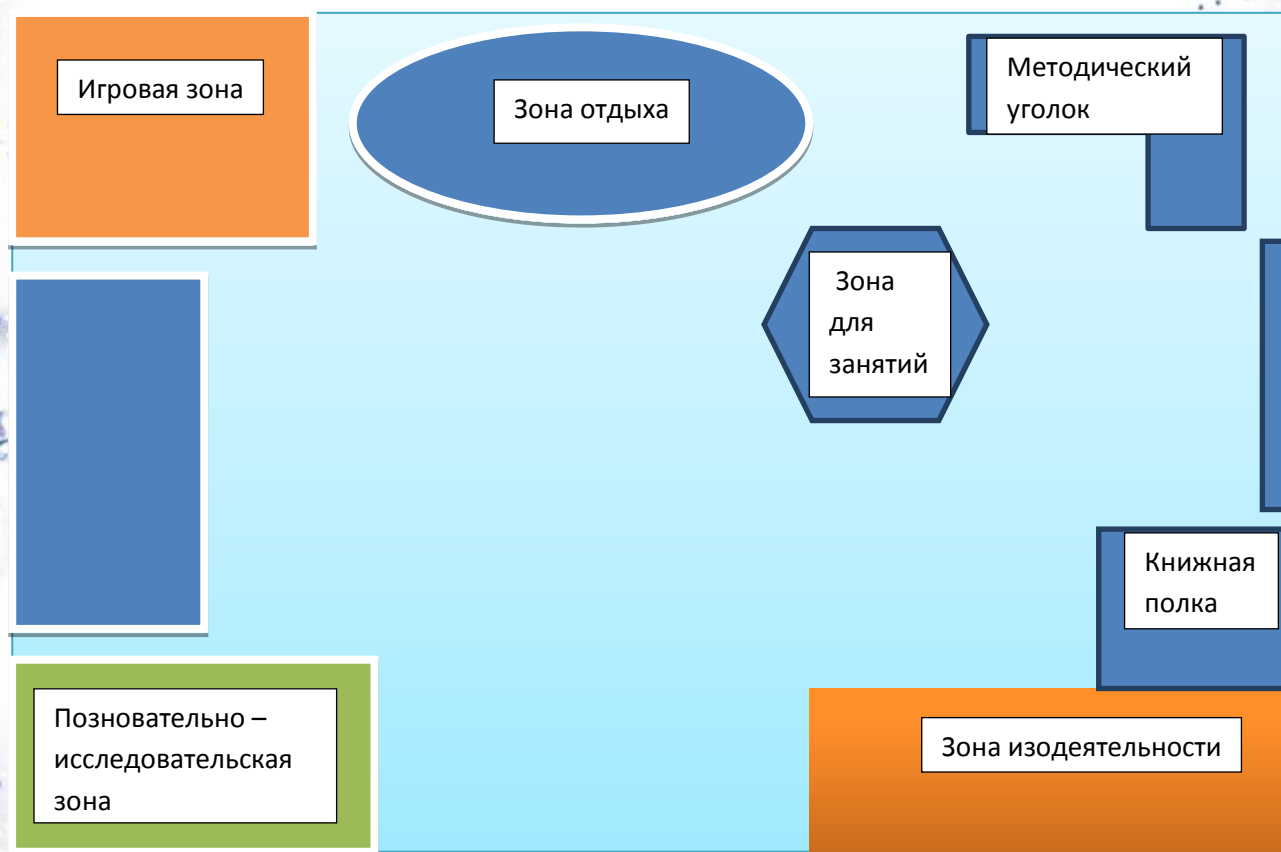 Игровая зона
Зона отдыха
Методический
уголок
Зона
для
занятий
Книжная
полка
Позновательно –
исследовательская
зона
Зона изодеятельности